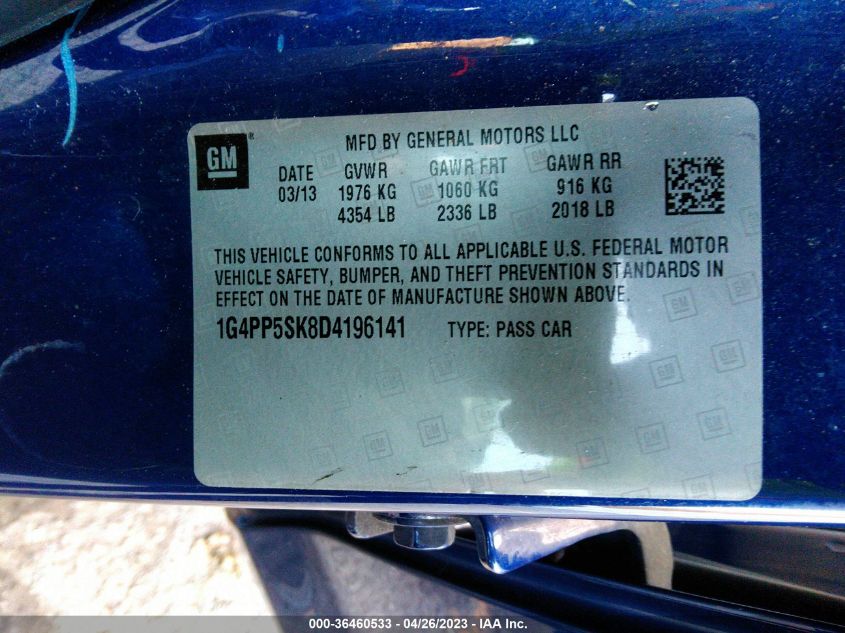 GM ®
MFD BY GENERAL MOTORS LLC
DATE GVWR GAWR FRT GAWR RR
03/13 1976 KG 1060 KG 916 KG
4354 LB 2336 LB 2018 LB
THIS VEHICLE CONFORMS TO ALL APPLICABLE U.S. FEDERAL MOTOR
VEHICLE SAFETY, BUMPER, AND THEFT PREVENTION STANDARDS IN
EFFECT ON THE DATE OF MANUFACTURE SHOWN ABOVE.
1G4PP5SK8D4196141 TYPE: PASS CAR
000-36460533 - 04/26/2023 - IAA Inc.